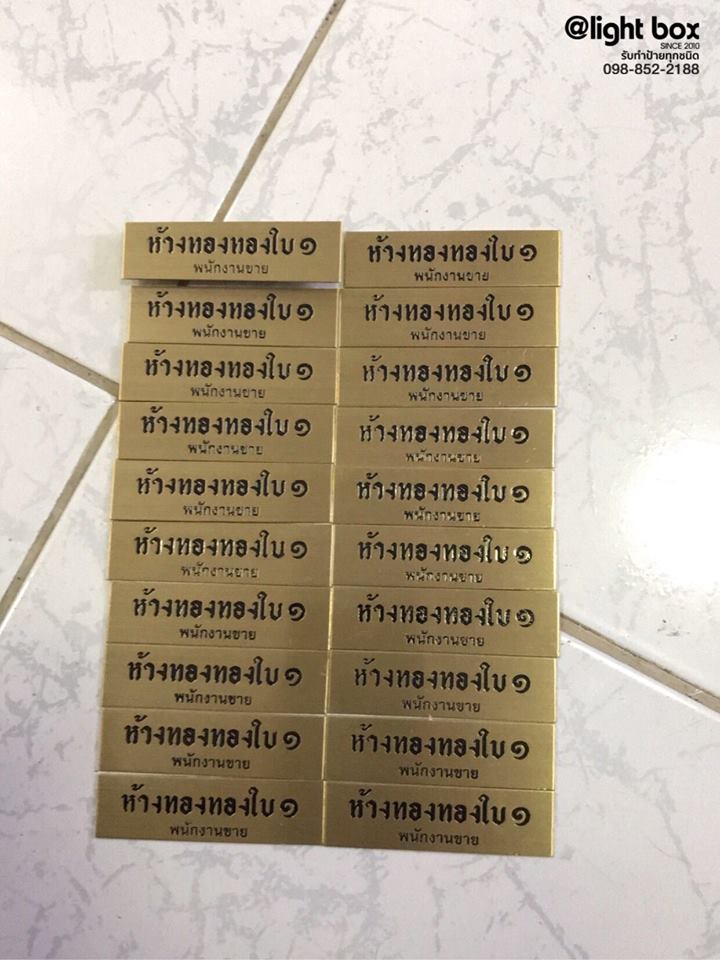 @light box
SINCE 2010
รับทำป้ายทุกชนิด
098-852-2188
ห้างทองทองใบ ๑
พนักงานขาย
ห้างทองทองใบ ๑
พนักงานขาย
ห้างทองทองใบ ๑
พนักงานขาย
ห้างทองทองใบ ๑
พนักงานขาย
ห้างทองทองใบ ๑
พนักงานขาย
ห้างทองทองใบ ๑
พนักงานขาย
ห้างทองทองใบ ๑
พนักงานขาย
ห้างทองทองใบ ๑
พนักงานขาย
ห้างทองทองใบ ๑
พนักงานขาย
ห้างทองทองใบ ๑
พนักงานขาย
ห้างทองทองใบ ๑
พนักงานขาย
ห้างทองทองใบ ๑
พนักงานขาย
ห้างทองทองใบ ๑
พนักงานขาย
ห้างทองทองใบ ๑
พนักงานขาย
ห้างทองทองใบ ๑
พนักงานขาย
ห้างทองทองใบ ๑
พนักงานขาย
ห้างทองทองใบ ๑
พนักงานขาย
ห้างทองทองใบ ๑
พนักงานขาย
ห้างทองทองใบ ๑
พนักงานขาย
ห้างทองทองใบ ๑
พนักงานขาย